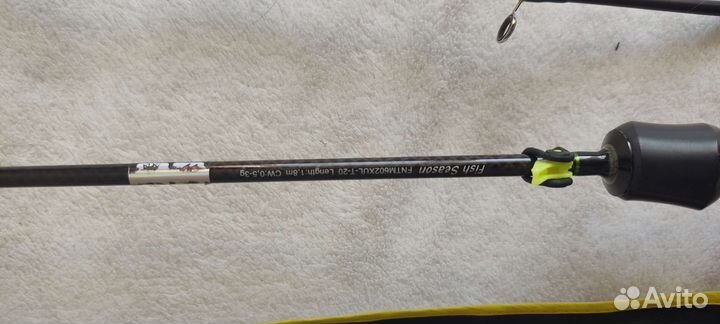 Fish Season FNTM602XUL-T-20 Length:1,8m CW:0,5-3g
Avito